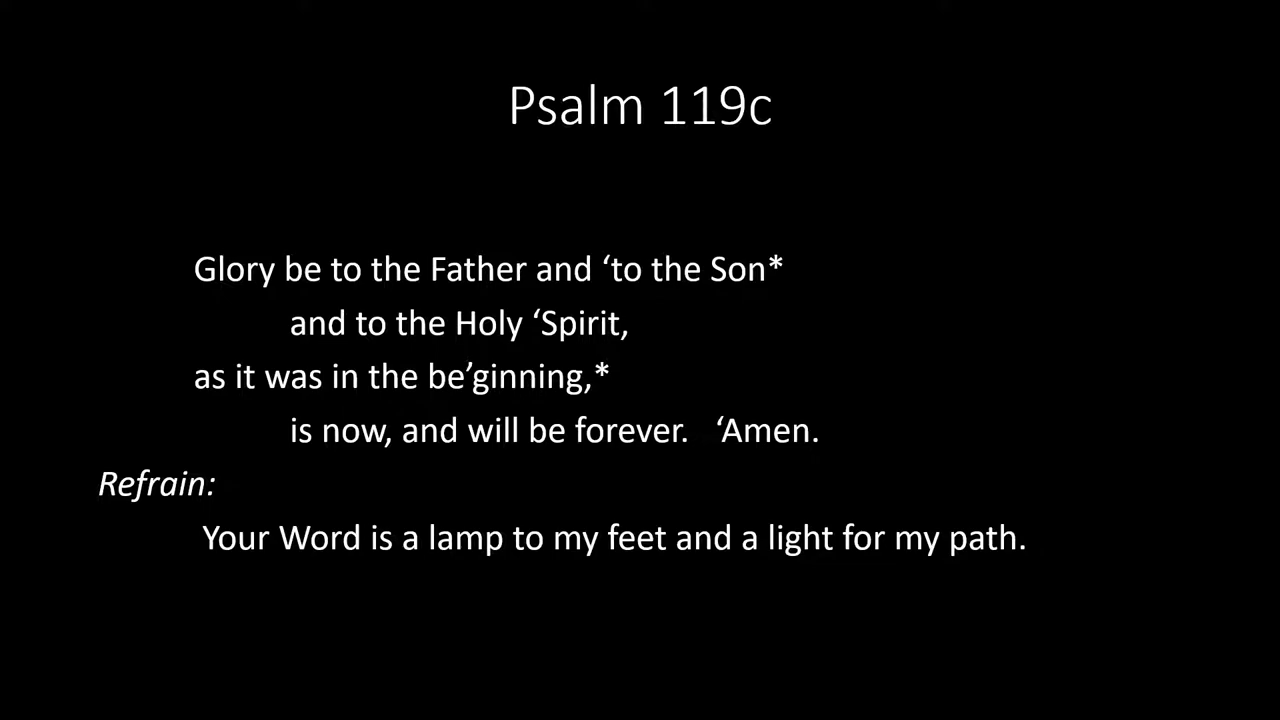 Psalm 119c
Glory be to the Father and ‘to the Son*
and to the Holy ‘Spirit,
as it was in the be’ginning,*
is now, and will be forever.   ‘Amen.
Refrain:
Your Word is a lamp to my feet and a light for my path.